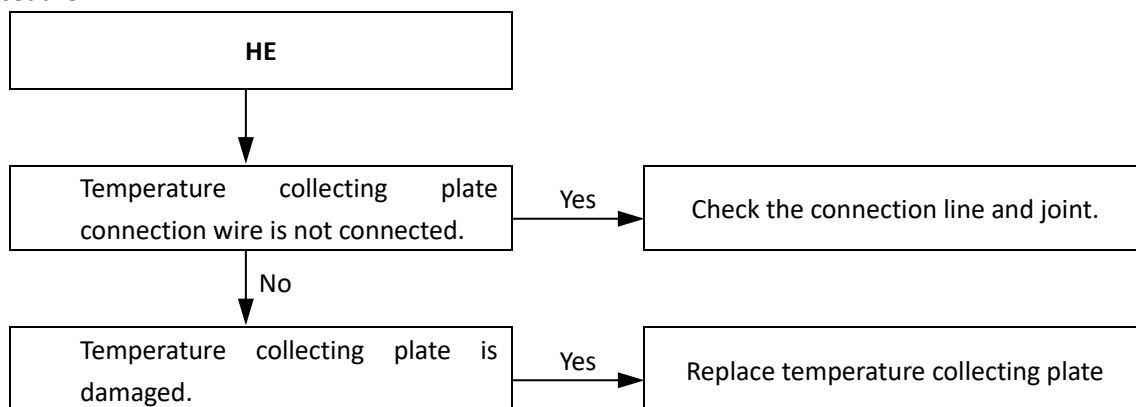 HE
Temperature collecting plate
connection wire is not connected.
Yes
Check the connection line and joint.
No
Temperature collecting plate is
damaged.
Yes
Replace temperature collecting plate